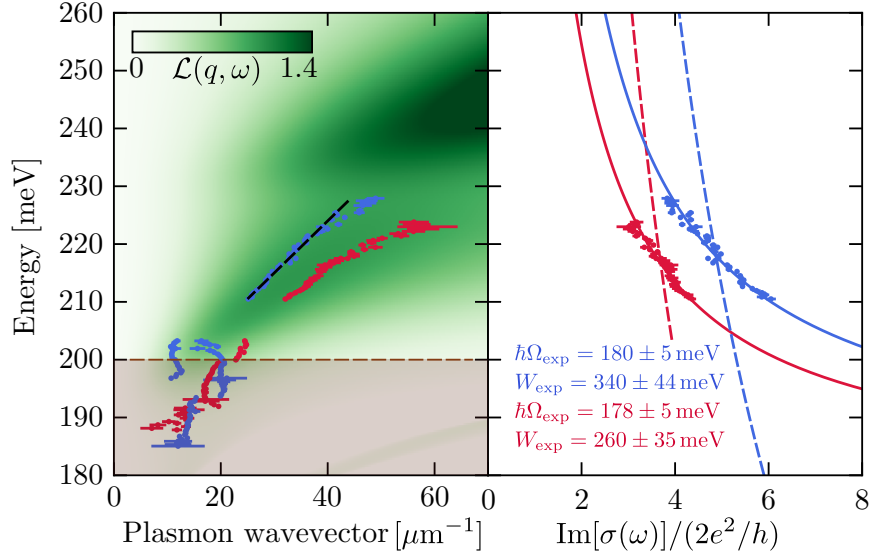 260
250
240
230
220
210
200
190
180
Energy [meV]
0 1.4
ℒ(q, ω)
0 20 40 60
Plasmon wavevector [μm⁻¹]
ℏΩ_exp = 180 ± 5 meV
W_exp = 340 ± 44 meV
ℏΩ_exp = 178 ± 5 meV
W_exp = 260 ± 35 meV
0 2 4 6 8
Im[σ(ω)]/(2e²/h)